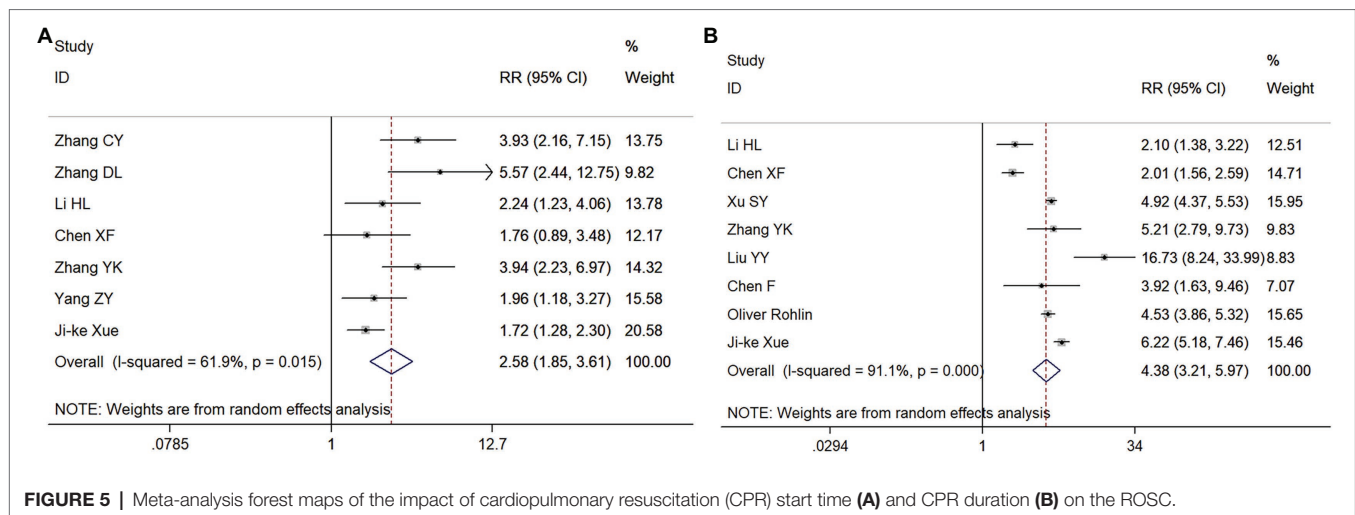 A
Study
%
ID
RR (95% CI)
Weight
Zhang CY
3.93 (2.16, 7.15)
13.75
Zhang DL
5.57 (2.44, 12.75)
9.82
Li HL
2.24 (1.23, 4.06)
13.78
Chen XF
1.76 (0.89, 3.48)
12.17
Zhang YK
3.94 (2.23, 6.97)
14.32
Yang ZY
1.96 (1.18, 3.27)
15.58
Ji-ke Xue
1.72 (1.28, 2.30)
20.58
Overall (I-squared = 61.9%, p = 0.015)
2.58 (1.85, 3.61)
100.00
NOTE: Weights are from random effects analysis
.0785
1
12.7
B
Study
%
ID
RR (95% CI)
Weight
Li HL
2.10 (1.38, 3.22)
12.51
Chen XF
2.01 (1.56, 2.59)
14.71
Xu SY
4.92 (4.37, 5.53)
15.95
Zhang YK
5.21 (2.79, 9.73)
9.83
Liu YY
16.73 (8.24, 33.99)
8.83
Chen F
3.92 (1.63, 9.46)
7.07
Oliver Rohlin
4.53 (3.86, 5.32)
15.65
Ji-ke Xue
6.22 (5.18, 7.46)
15.46
Overall (I-squared = 91.1%, p = 0.000)
4.38 (3.21, 5.97)
100.00
NOTE: Weights are from random effects analysis
.0294
1
34
FIGURE 5 | Meta-analysis forest maps of the impact of cardiopulmonary resuscitation (CPR) start time (A) and CPR duration (B) on the ROSC.